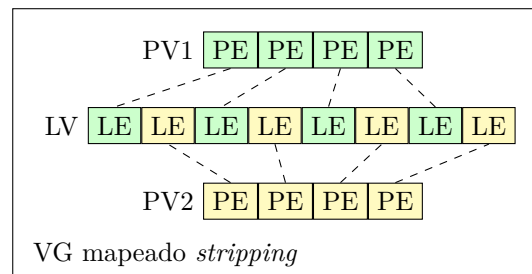 PV1 PE PE PE PE
LV LE LE LE LE LE LE LE LE
PV2 PE PE PE PE
VG mapeado stripping